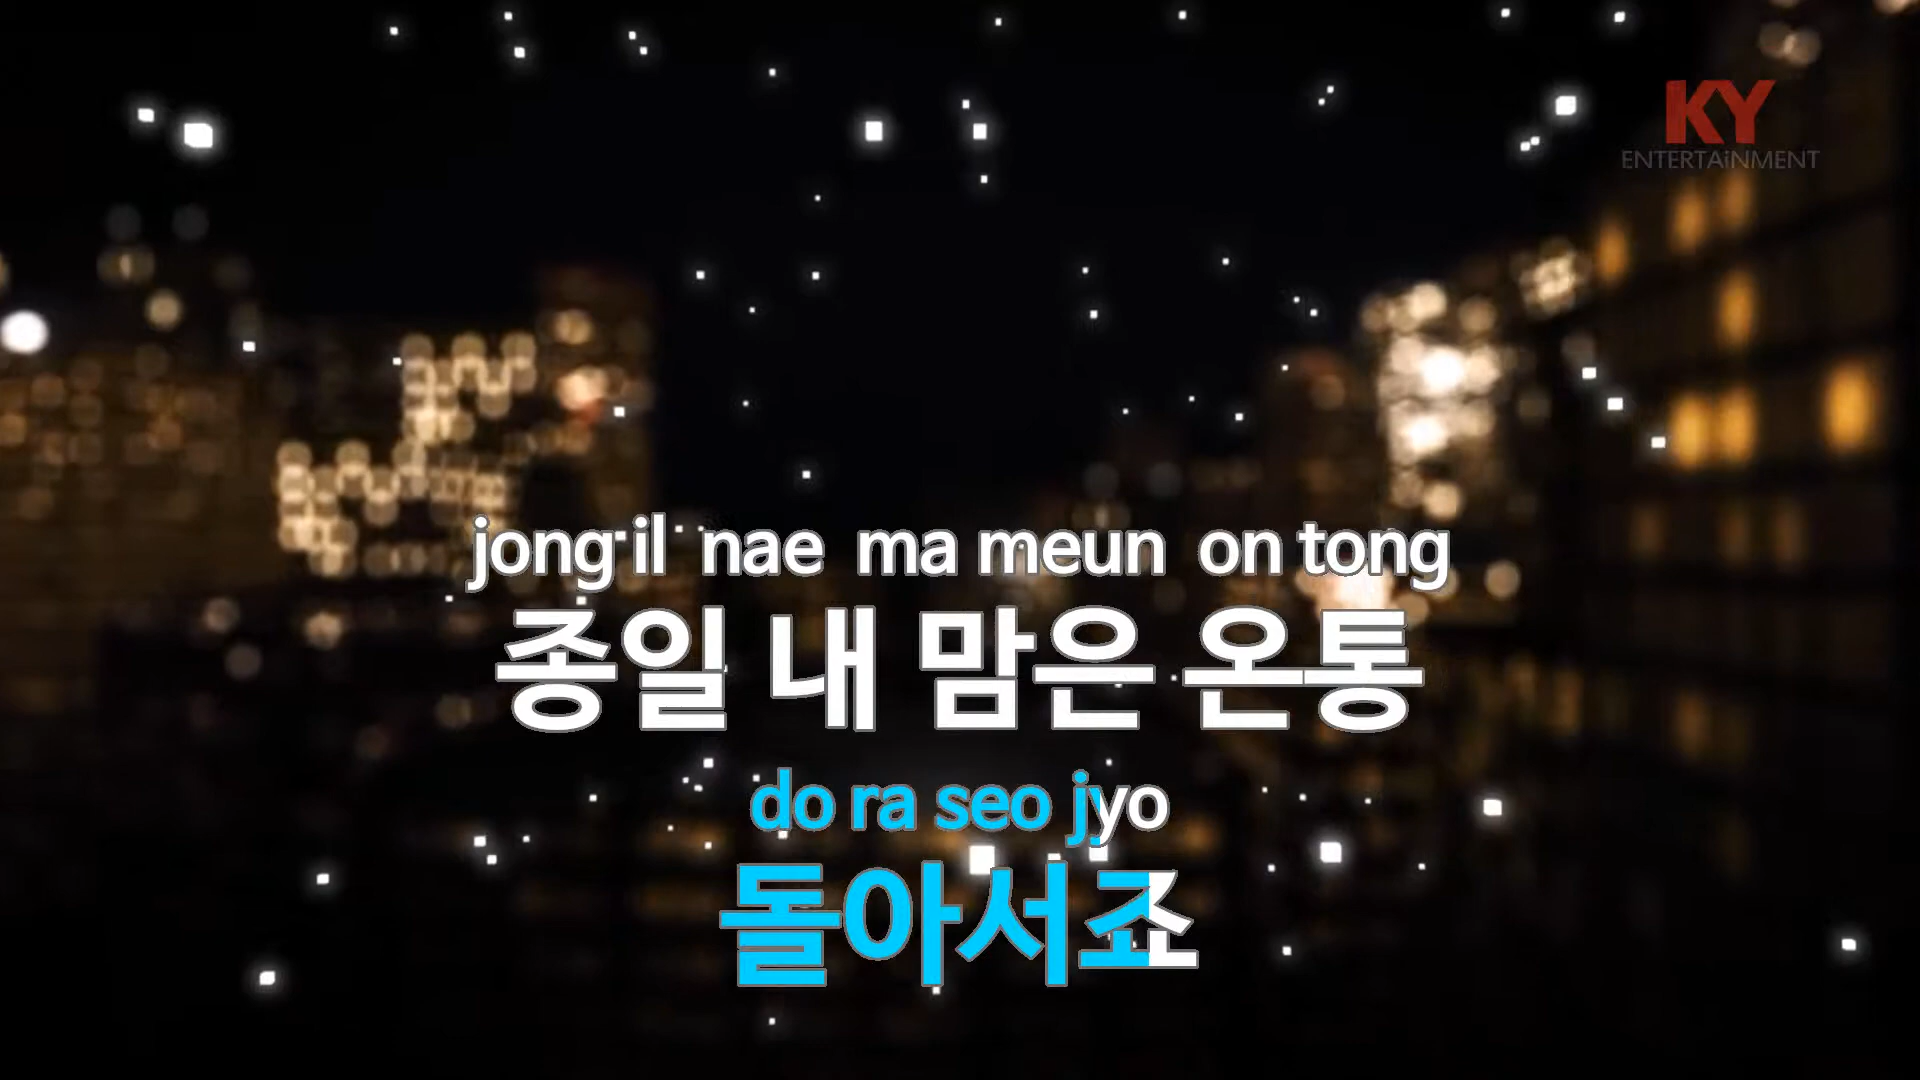 KY
ENTERTAiNMENT
jong il nae ma meun on tong
종일 내 맘은 온통
do ra seo jyo
돌아서죠